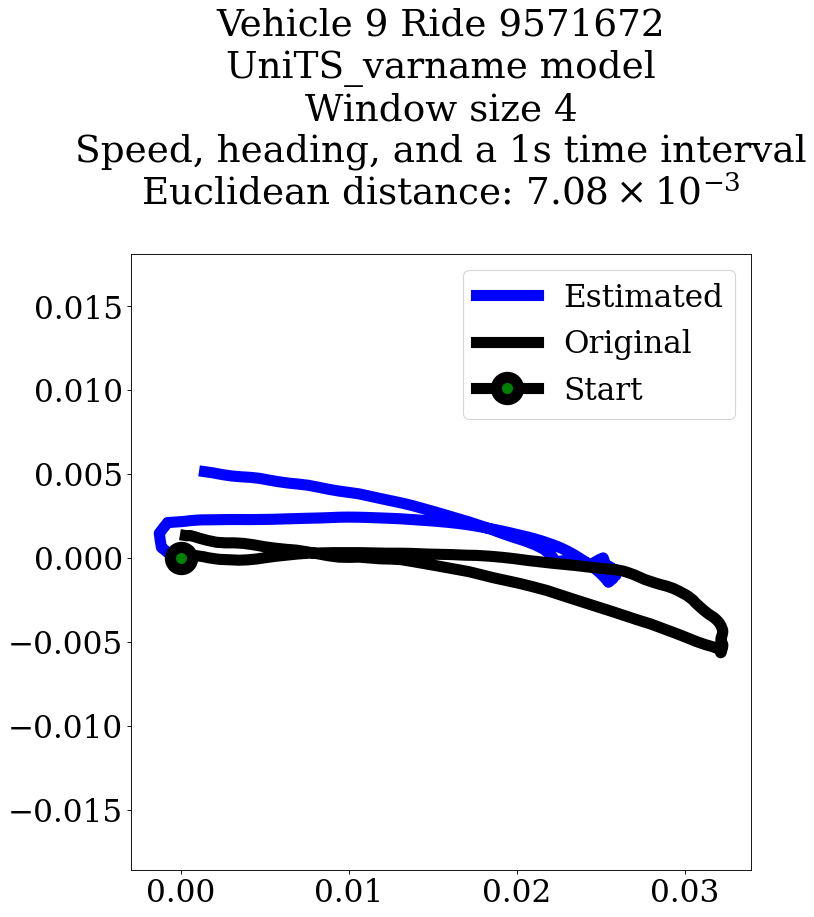 Vehicle 9 Ride 9571672
UniTS_varname model
Window size 4
Speed, heading, and a 1s time interval
Euclidean distance: 7.08 × 10⁻³
Estimated
Original
Start
0.015
0.010
0.005
0.000
−0.005
−0.010
−0.015
0.00 0.01 0.02 0.03